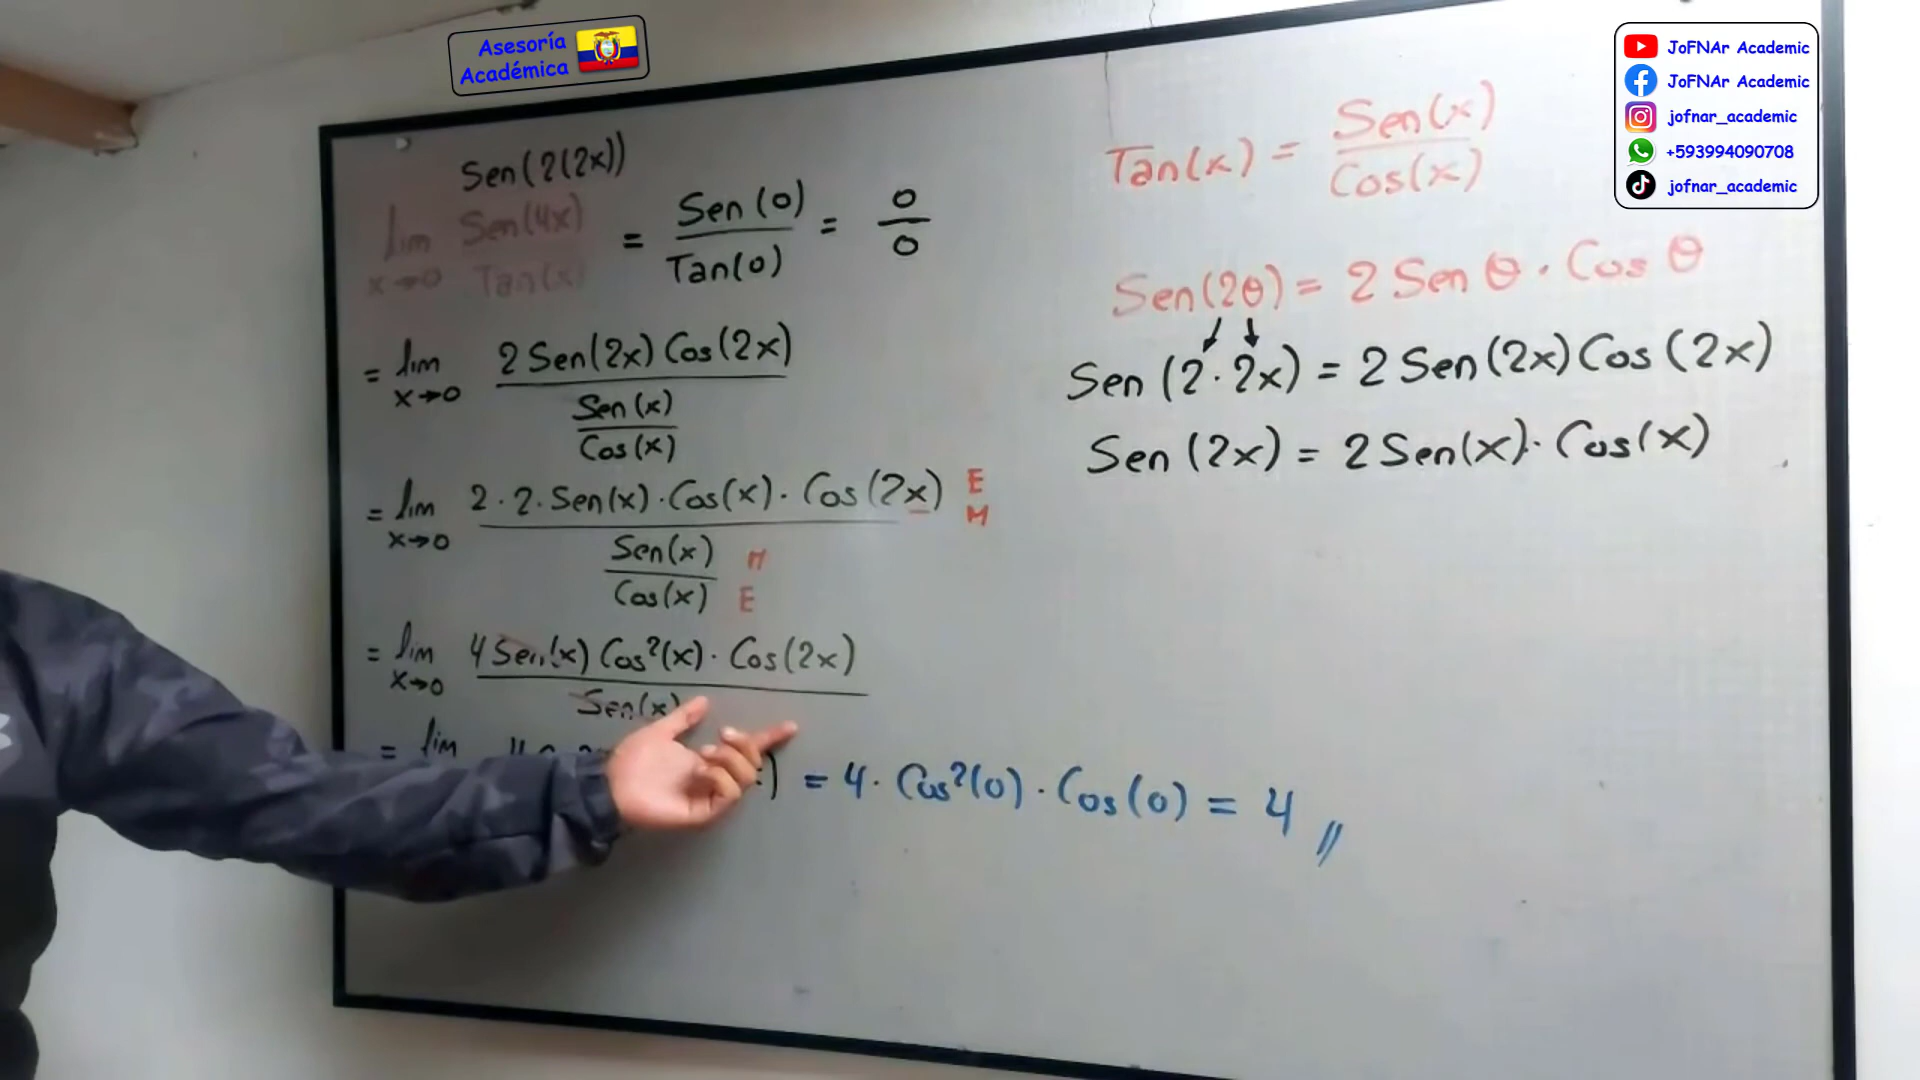 Asesoría
Académica
JoFNAr Academic
JoFNAr Academic
jofnar_academic
+593994090708
jofnar_academic
Sen(2(2x))
lim x→0 Sen(4x)/Tan(x) = Sen(0)/Tan(0) = 0/0
= lim x→0 2 Sen(2x) Cos(2x) / (Sen(x)/Cos(x))
= lim x→0 2 · 2 · Sen(x) · Cos(x) · Cos(2x) / (Sen(x)/Cos(x)) E M M E
= lim x→0 4 Sen(x) Cos²(x) · Cos(2x) / Sen(x)
= lim ) = 4 · Cos²(0) · Cos(0) = 4 //
Tan(x) = Sen(x)/Cos(x)
Sen(2θ) = 2 Sen θ · Cos θ
Sen (2 · 2x) = 2 Sen(2x) Cos (2x)
Sen (2x) = 2 Sen(x) · Cos(x)